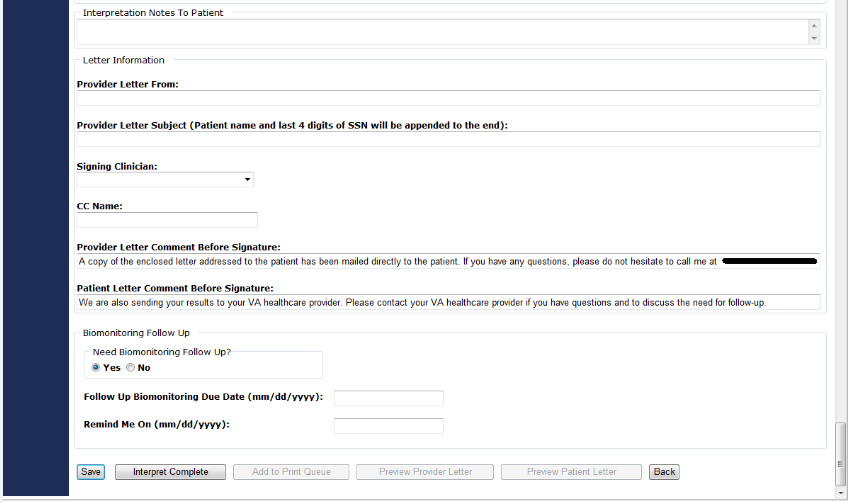 Interpretation Notes To Patient
Letter Information
Provider Letter From:
Provider Letter Subject (Patient name and last 4 digits of SSN will be appended to the end):
Signing Clinician:
CC Name:
Provider Letter Comment Before Signature:
A copy of the enclosed letter addressed to the patient has been mailed directly to the patient. If you have any questions, please do not hesitate to call me at
Patient Letter Comment Before Signature:
We are also sending your results to your VA healthcare provider. Please contact your VA healthcare provider if you have questions and to discuss the need for follow-up.
Biomonitoring Follow Up
Need Biomonitoring Follow Up?
Yes No
Follow Up Biomonitoring Due Date (mm/dd/yyyy):
Remind Me On (mm/dd/yyyy):
Save Interpret Complete Add to Print Queue Preview Provider Letter Preview Patient Letter Back